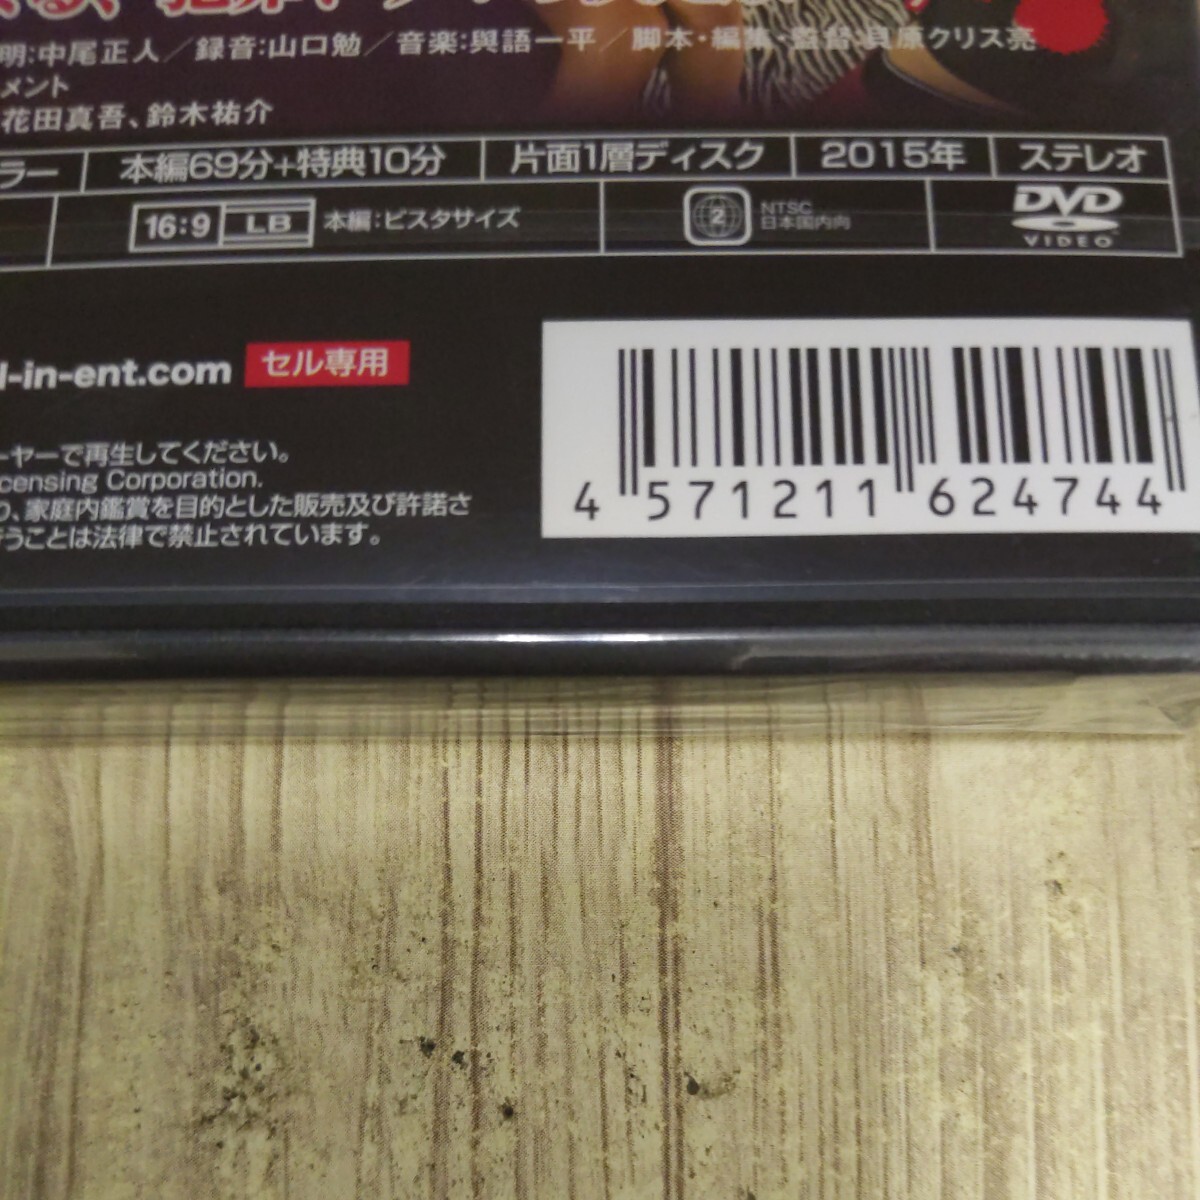 明:中尾正人／録音:山口勉／音楽:與語一平／脚本・編集・監督:貝原クリス亮
メント
花田真吾、鈴木祐介
ラー 本編69分+特典10分 片面1層ディスク 2015年 ステレオ
16:9 LB 本編:ビスタサイズ 2 NTSC 日本国内向 DVD VIDEO
l-in-ent.com セル専用
ーヤーで再生してください。
censing Corporation.
り、家庭内鑑賞を目的とした販売及び許諾さ
行うことは法律で禁止されています。
4 571211 624744